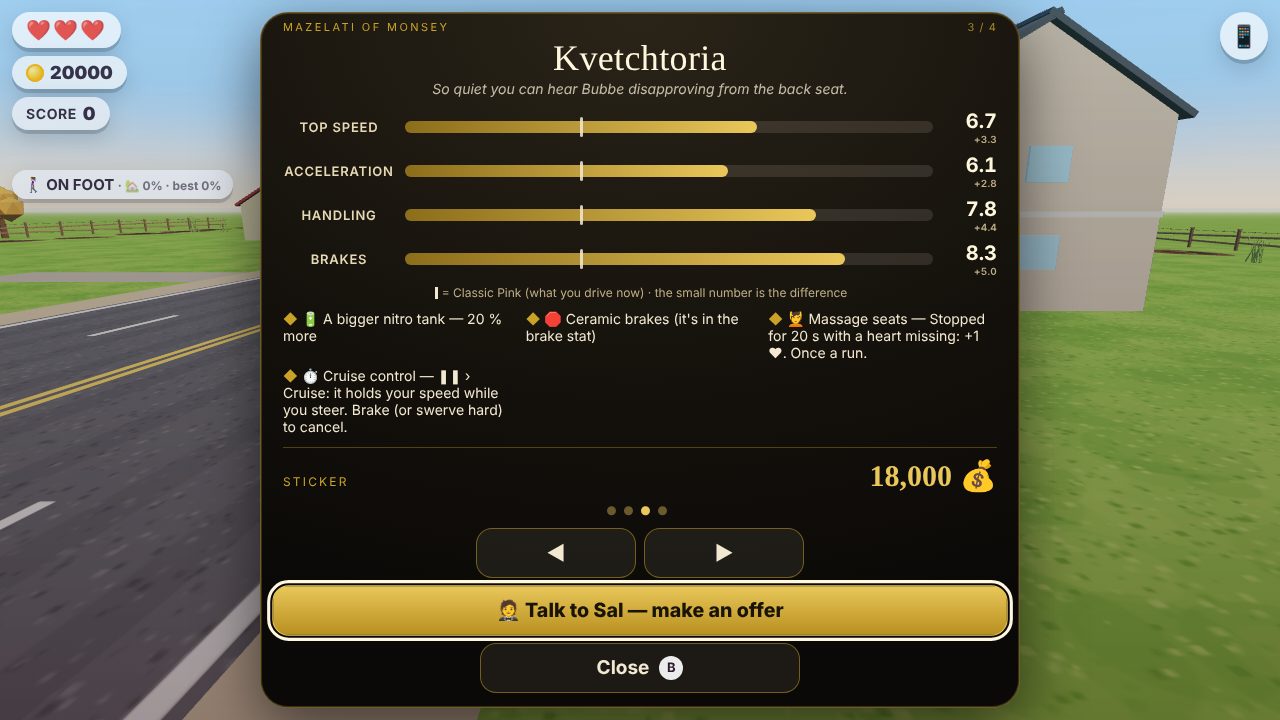 MAZELATI OF MONSEY
3 / 4
Kvetchtoria
So quiet you can hear Bubbe disapproving from the back seat.
20000
SCORE 0
🚶 ON FOOT · 🏡 0% · best 0%
TOP SPEED
6.7
+3.3
ACCELERATION
6.1
+2.8
HANDLING
7.8
+4.4
BRAKES
8.3
+5.0
= Classic Pink (what you drive now) · the small number is the difference
◆ 🔋 A bigger nitro tank — 20 %
more
◆ 🛑 Ceramic brakes (it's in the
brake stat)
◆ 💆 Massage seats — Stopped
for 20 s with a heart missing: +1
♥. Once a run.
◆ ⏱️ Cruise control — ❚❚ ›
Cruise: it holds your speed while
you steer. Brake (or swerve hard)
to cancel.
STICKER
18,000 💰
◀ ▶
🤵 Talk to Sal — make an offer
Close B